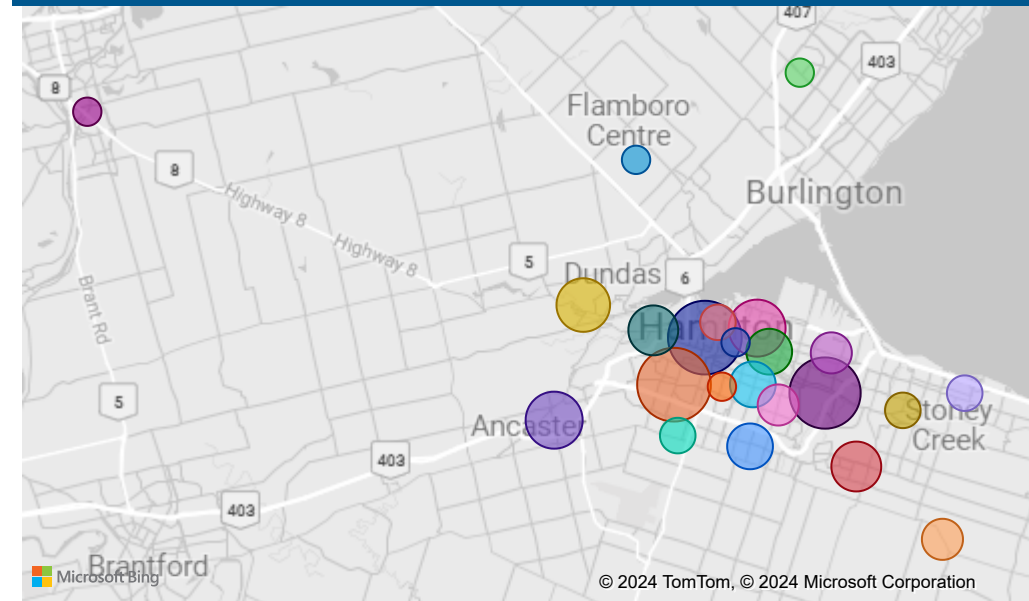 407
403
8
Flamboro
Centre
8
Burlington
Highway 8
Highway 8
5
Dundas
6
Brant Rd
Hamilton
5
Ancaster
Stoney
Creek
403
403
Brantford
Microsoft Bing
© 2024 TomTom, © 2024 Microsoft Corporation